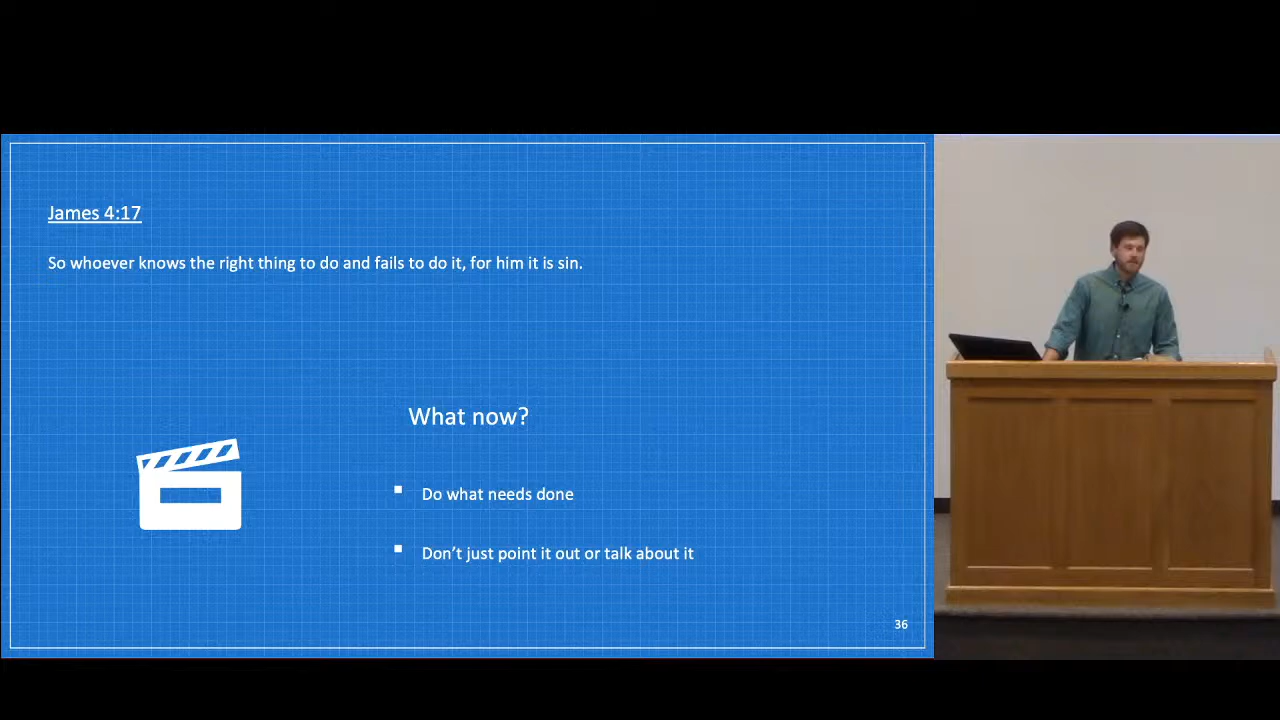 James 4:17
So whoever knows the right thing to do and fails to do it, for him it is sin.
What now?
Do what needs done
Don’t just point it out or talk about it
36